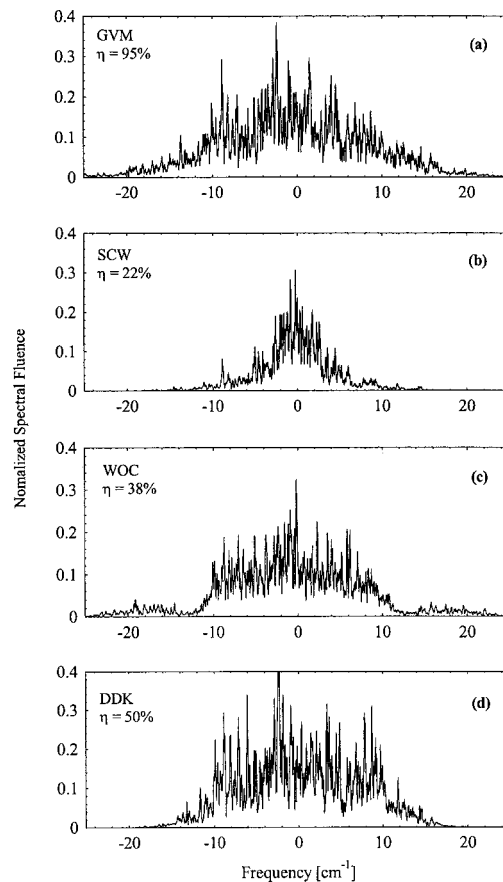 0.4
GVM
(a)
η = 95%
0.3
0.2
0.1
0
-20
-10
0
10
20
0.4
SCW
(b)
η = 22%
0.3
0.2
0.1
0
-20
-10
0
10
20
Nomalized Spectral Fluence
0.4
WOC
(c)
η = 38%
0.3
0.2
0.1
0
-20
-10
0
10
20
0.4
DDK
(d)
η = 50%
0.3
0.2
0.1
0
-20
-10
0
10
20
Frequency [cm-1]